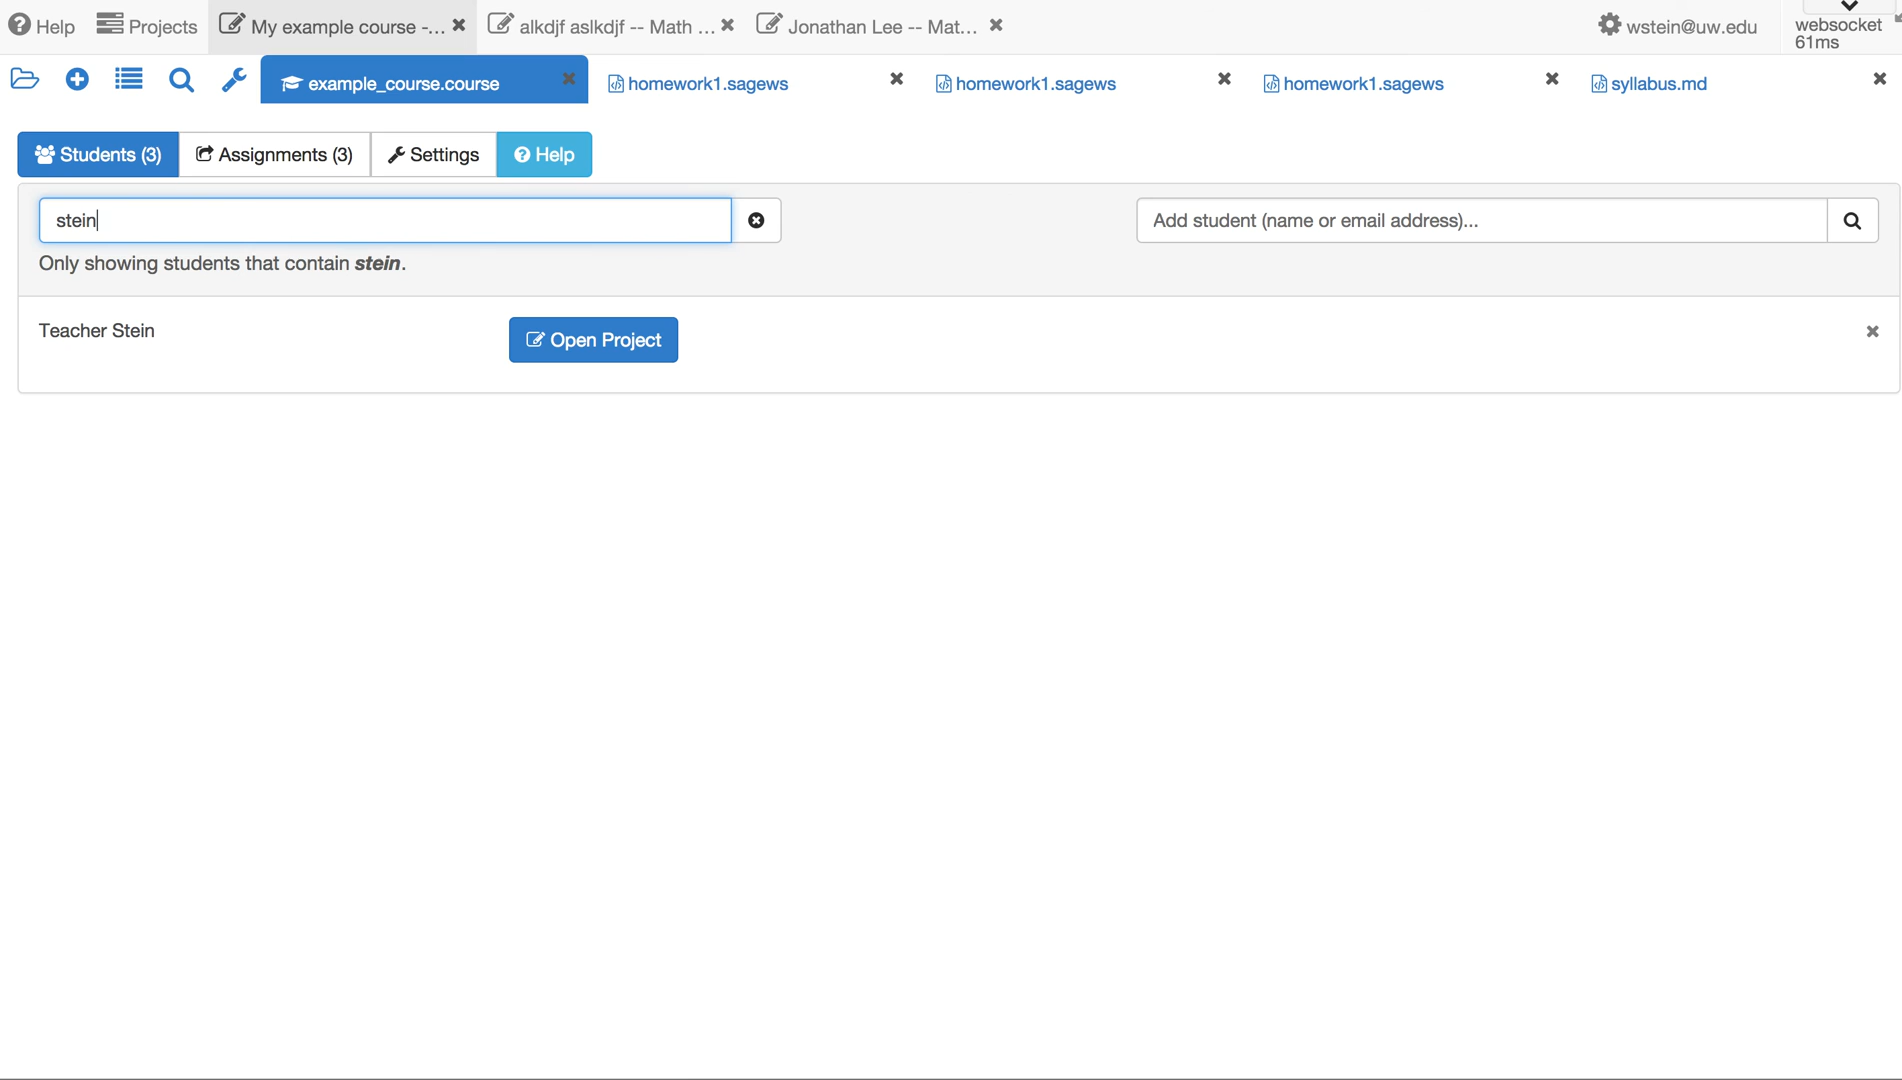 Help Projects My example course -... alkdjf aslkdjf -- Math ... Jonathan Lee -- Mat... wstein@uw.edu websocket
61ms
example_course.course homework1.sagews homework1.sagews homework1.sagews syllabus.md
Students (3) Assignments (3) Settings Help
stein Add student (name or email address)...
Only showing students that contain stein.
Teacher Stein Open Project